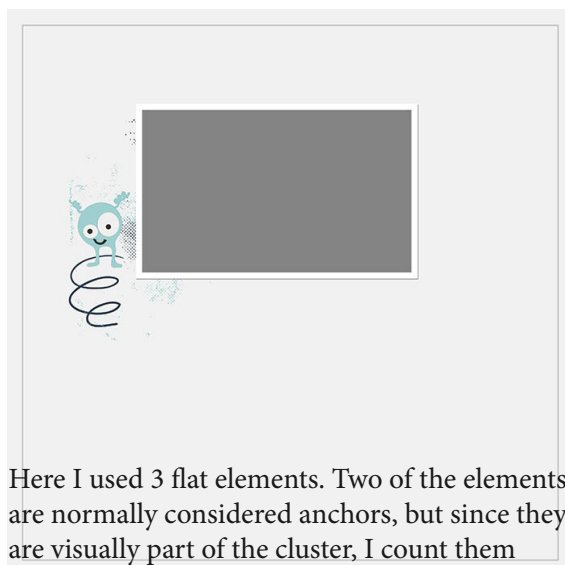 Here I used 3 flat elements. Two of the elements
are normally considered anchors, but since they
are visually part of the cluster, I count them